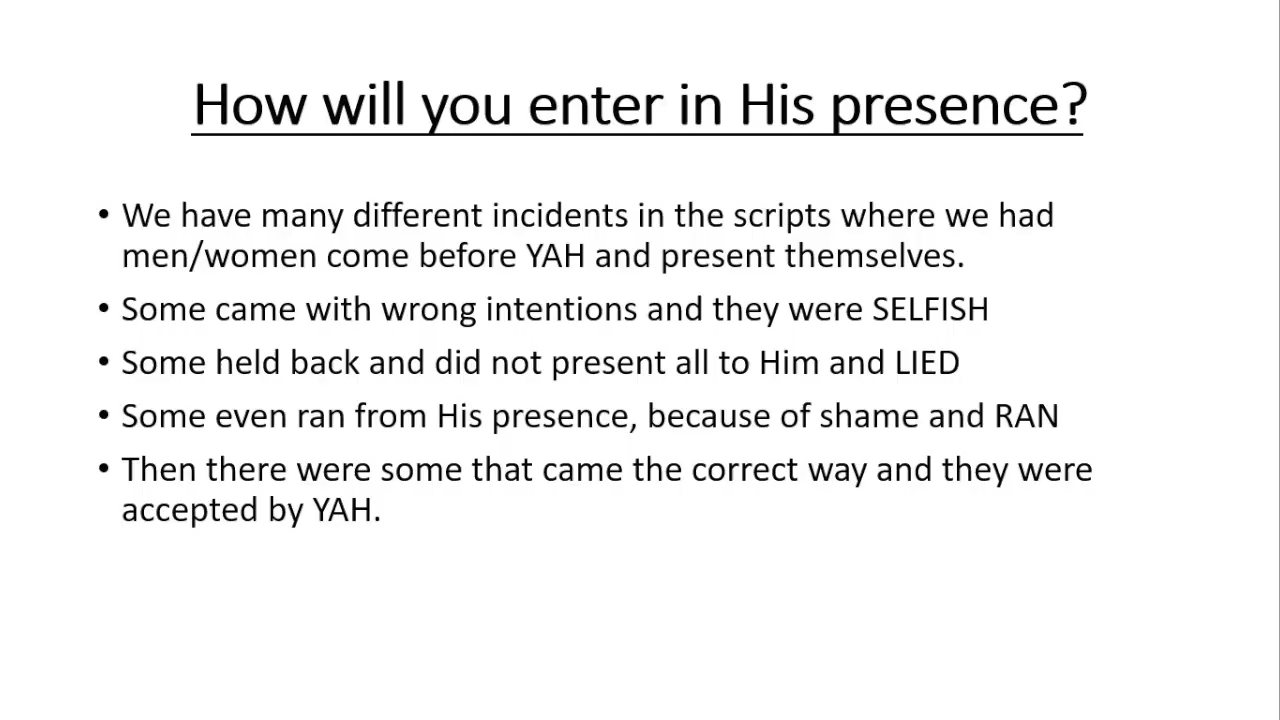 How will you enter in His presence?
• We have many different incidents in the scripts where we had
men/women come before YAH and present themselves.
• Some came with wrong intentions and they were SELFISH
• Some held back and did not present all to Him and LIED
• Some even ran from His presence, because of shame and RAN
• Then there were some that came the correct way and they were
accepted by YAH.